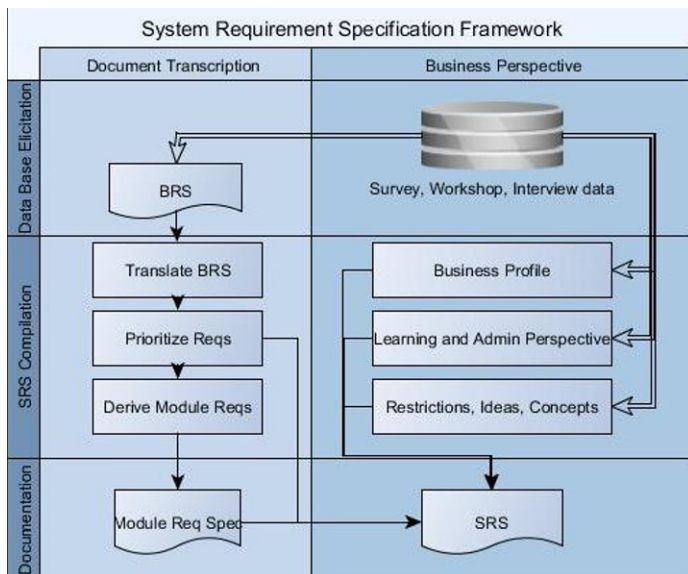 System Requirement Specification Framework
Document Transcription
Business Perspective
Data Base Elicitation
BRS
Survey, Workshop, Interview data
SRS Compilation
Translate BRS
Business Profile
Prioritize Reqs
Learning and Admin Perspective
Derive Module Reqs
Restrictions, Ideas, Concepts
Documentation
Module Req Spec
SRS